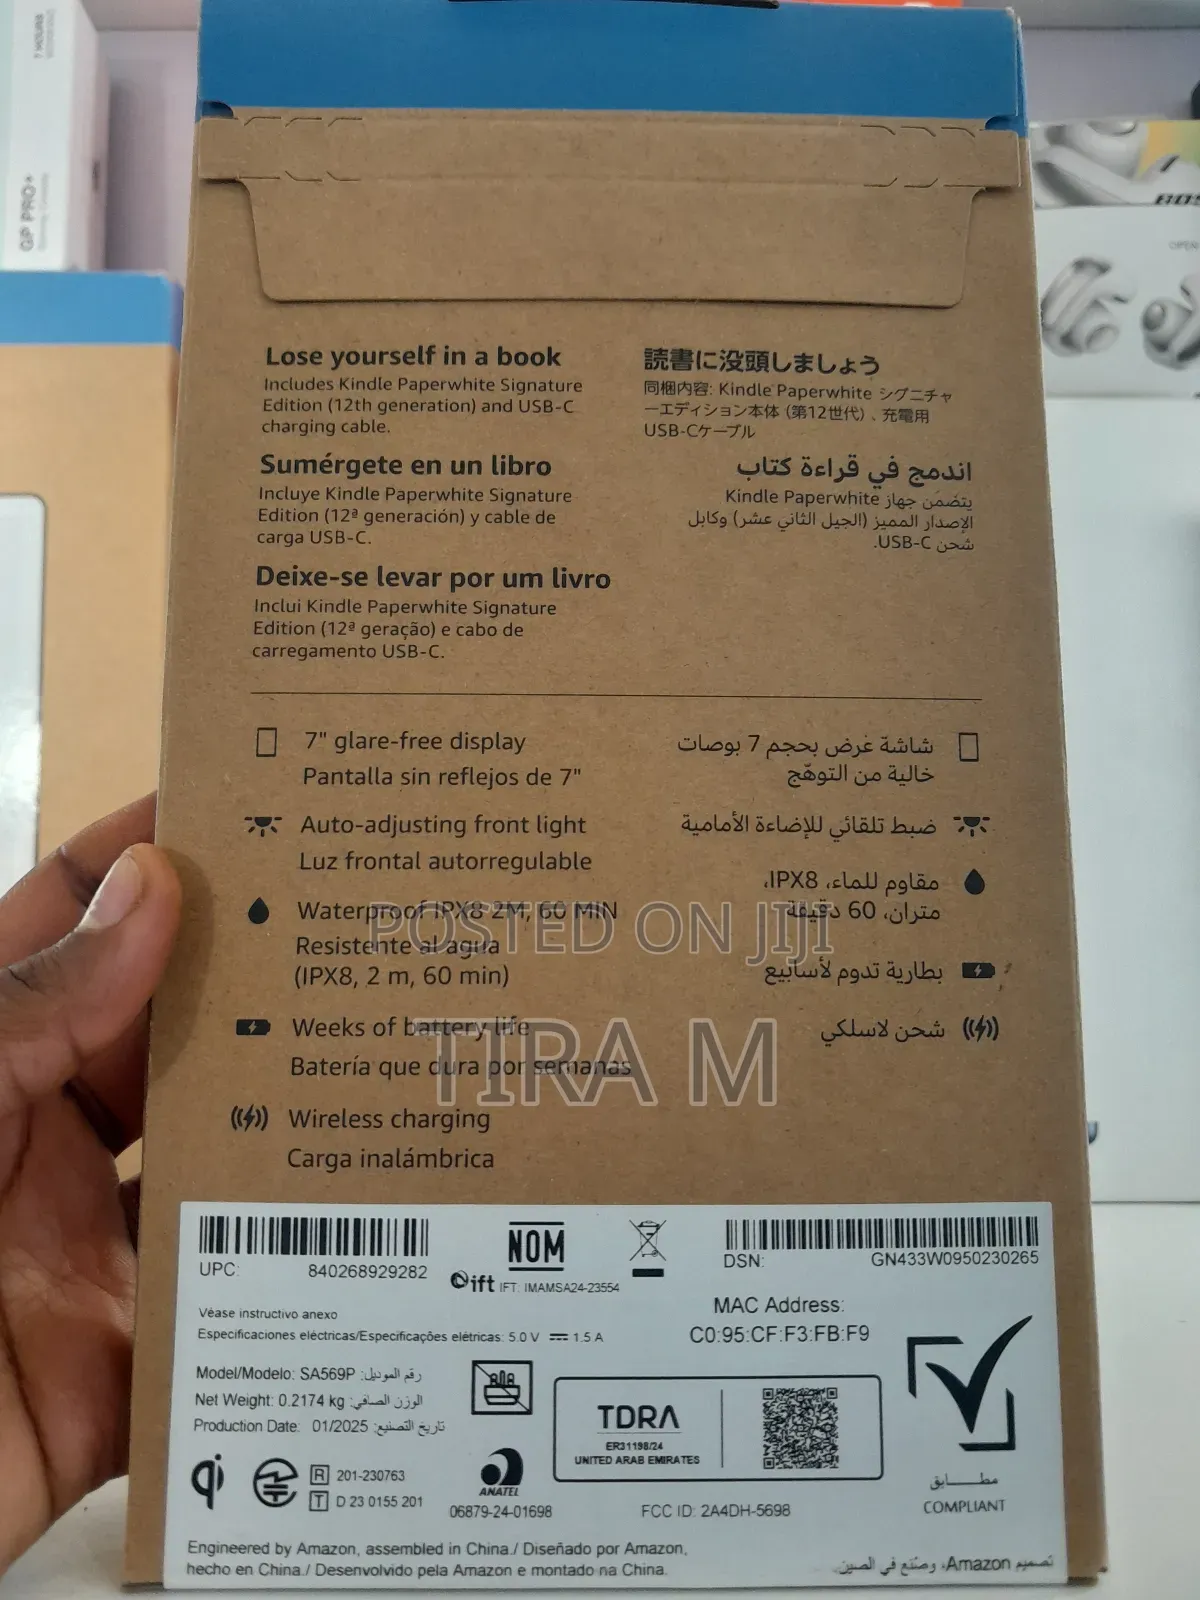 7 HOURS
GP PRO+
BOS
OPEN
Lose yourself in a book
Includes Kindle Paperwhite Signature
Edition (12th generation) and USB-C
charging cable.
Sumérgete en un libro
Incluye Kindle Paperwhite Signature
Edition (12ª generación) y cable de
carga USB-C.
Deixe-se levar por um livro
Inclui Kindle Paperwhite Signature
Edition (12ª geração) e cabo de
carregamento USB-C.
読書に没頭しましょう
同梱内容: Kindle Paperwhite シグニチャ
ーエディション本体 (第12世代) 、充電用
USB-Cケーブル
اندمج في قراءة كتاب
يتضمّن جهاز Kindle Paperwhite
الإصدار المميز (الجيل الثاني عشر) وكابل
شحن USB-C.
7" glare-free display
Pantalla sin reflejos de 7"
Auto-adjusting front light
Luz frontal autorregulable
Waterproof IPX8 2M, 60 MIN
Resistente al agua
(IPX8, 2 m, 60 min)
Weeks of battery life
Batería que dura por semanas
Wireless charging
Carga inalámbrica
شاشة عرض بحجم 7 بوصات
خالية من التوهّج
ضبط تلقائي للإضاءة الأمامية
مقاوم للماء، IPX8،
متران، 60 دقيقة
بطارية تدوم لأسابيع
شحن لاسلكي
POSTED ON JIJI
TIRA M
UPC: 840268929282
NOM
ift IFT: IMAMSA24-23554
DSN: GN433W0950230265
Véase instructivo anexo
Especificaciones eléctricas/Especificações elétricas: 5.0 V ⎓ 1.5 A
MAC Address:
C0:95:CF:F3:FB:F9
Model/Modelo: SA569P رقم الموديل:
Net Weight: 0.2174 kg الوزن الصافي:
Production Date: 01/2025 تاريخ التصنيع:
TDRA
ER31198/24
UNITED ARAB EMIRATES
qi
R 201-230763
T D 23 0155 201
ANATEL
06879-24-01698
FCC ID: 2A4DH-5698
مطابق
COMPLIANT
Engineered by Amazon, assembled in China./ Diseñado por Amazon,
hecho en China./ Desenvolvido pela Amazon e montado na China.
تصميم Amazon، وصُنع في الصين.